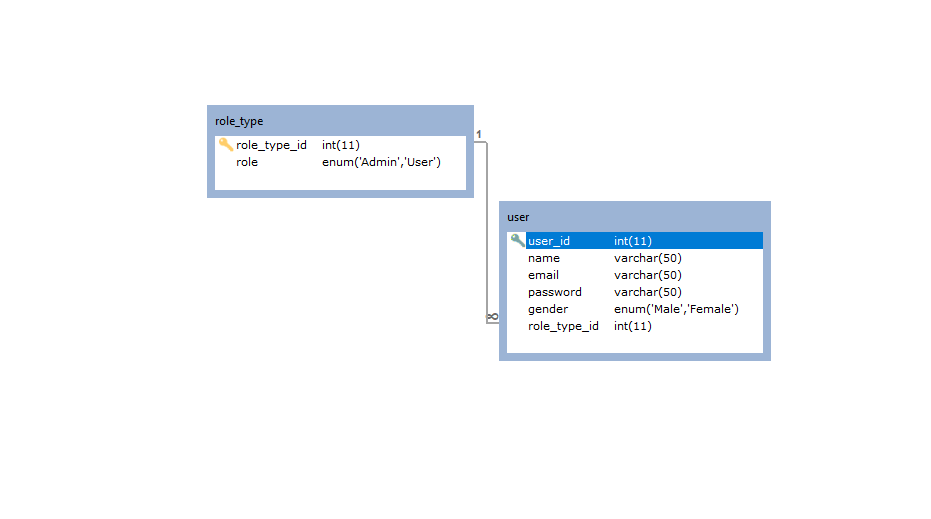 role_type
role_type_id int(11)
role enum('Admin','User')
1
user
user_id int(11)
name varchar(50)
email varchar(50)
password varchar(50)
gender enum('Male','Female')
∞
role_type_id int(11)